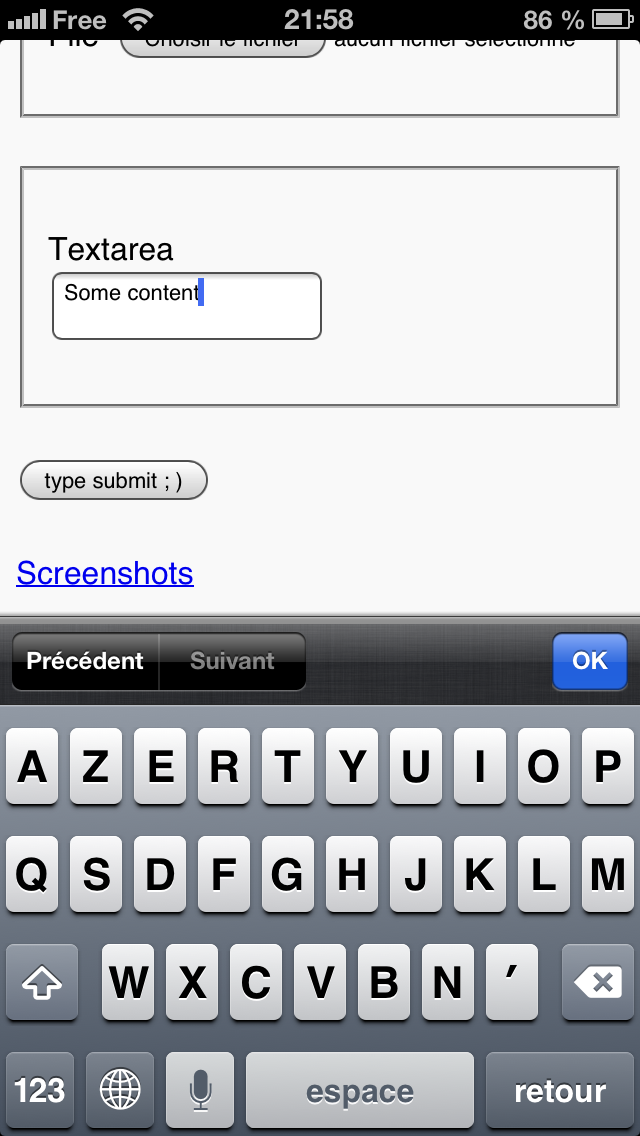 Free 21:58 86 %
File Choisir le fichier aucun fichier sélectionné
Textarea
Some content
type submit ; )
Screenshots
Précédent Suivant OK
A Z E R T Y U I O P
Q S D F G H J K L M
W X C V B N ′
123 espace retour